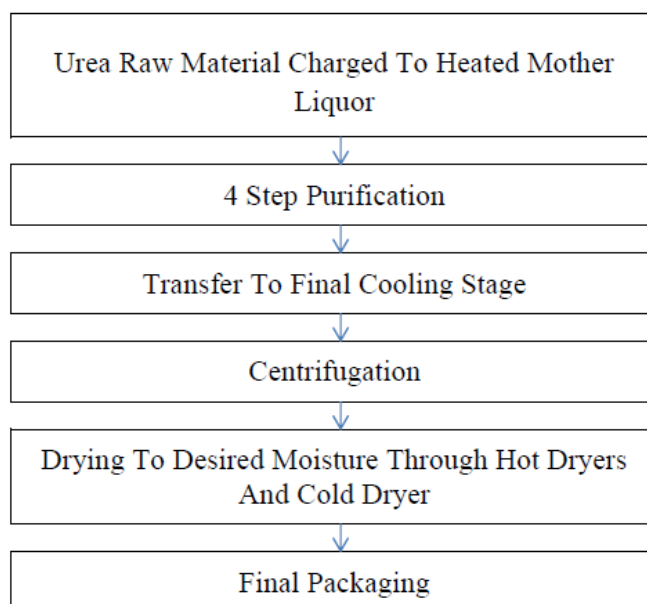 Urea Raw Material Charged To Heated Mother
Liquor
4 Step Purification
Transfer To Final Cooling Stage
Centrifugation
Drying To Desired Moisture Through Hot Dryers
And Cold Dryer
Final Packaging